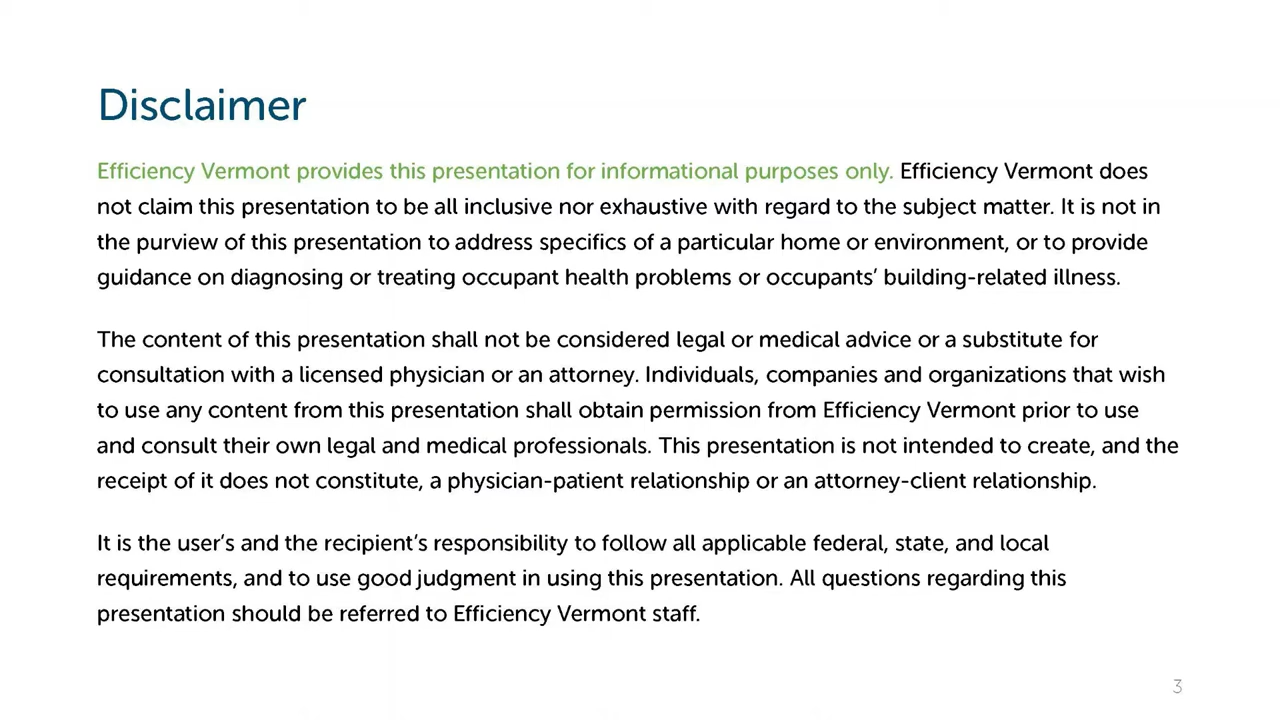 Disclaimer
Efficiency Vermont provides this presentation for informational purposes only. Efficiency Vermont does
not claim this presentation to be all inclusive nor exhaustive with regard to the subject matter. It is not in
the purview of this presentation to address specifics of a particular home or environment, or to provide
guidance on diagnosing or treating occupant health problems or occupants’ building-related illness.
The content of this presentation shall not be considered legal or medical advice or a substitute for
consultation with a licensed physician or an attorney. Individuals, companies and organizations that wish
to use any content from this presentation shall obtain permission from Efficiency Vermont prior to use
and consult their own legal and medical professionals. This presentation is not intended to create, and the
receipt of it does not constitute, a physician-patient relationship or an attorney-client relationship.
It is the user’s and the recipient’s responsibility to follow all applicable federal, state, and local
requirements, and to use good judgment in using this presentation. All questions regarding this
presentation should be referred to Efficiency Vermont staff.
3